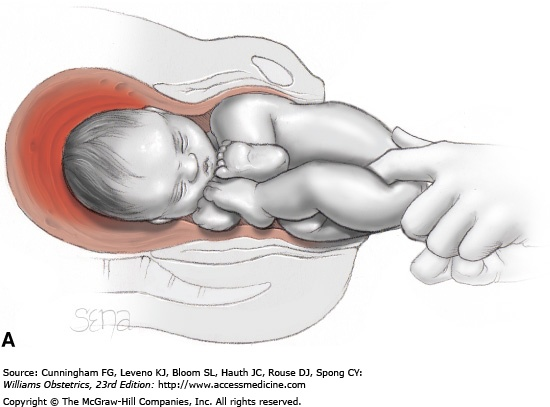 Sena
A
Source: Cunningham FG, Leveno KJ, Bloom SL, Hauth JC, Rouse DJ, Spong CY:
Williams Obstetrics, 23rd Edition: http://www.accessmedicine.com
Copyright © The McGraw-Hill Companies, Inc. All rights reserved.